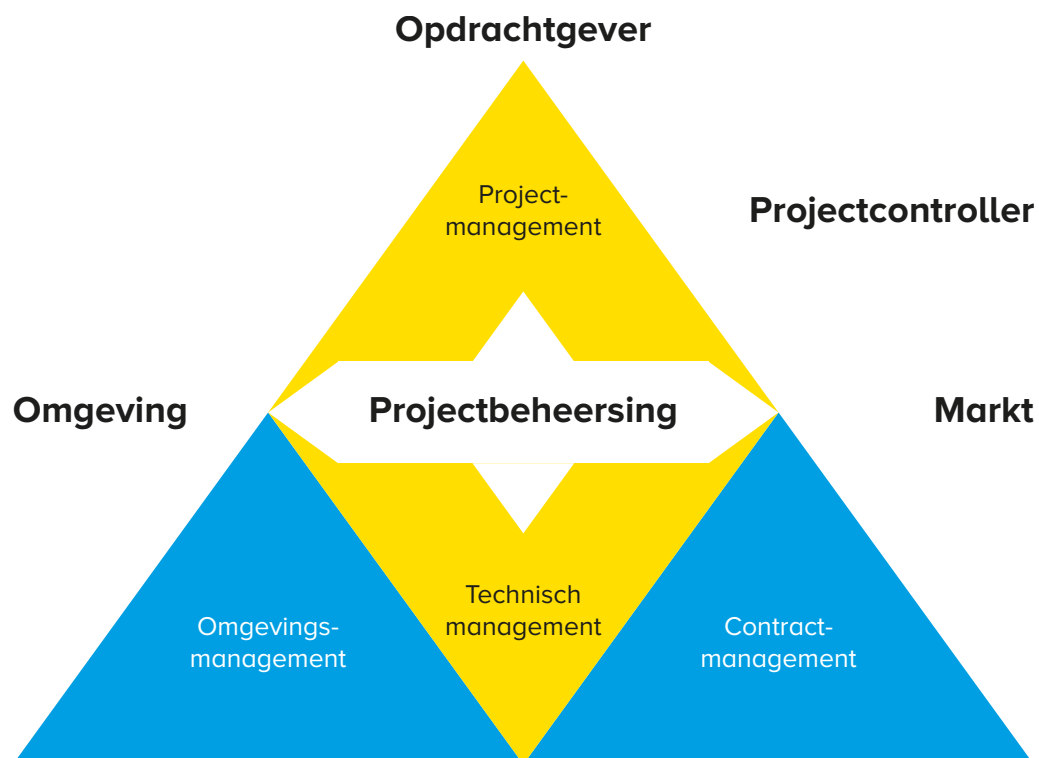 Opdrachtgever
Project-
management
Projectcontroller
Omgeving
Projectbeheersing
Markt
Technisch
management
Omgevings-
management
Contract-
management